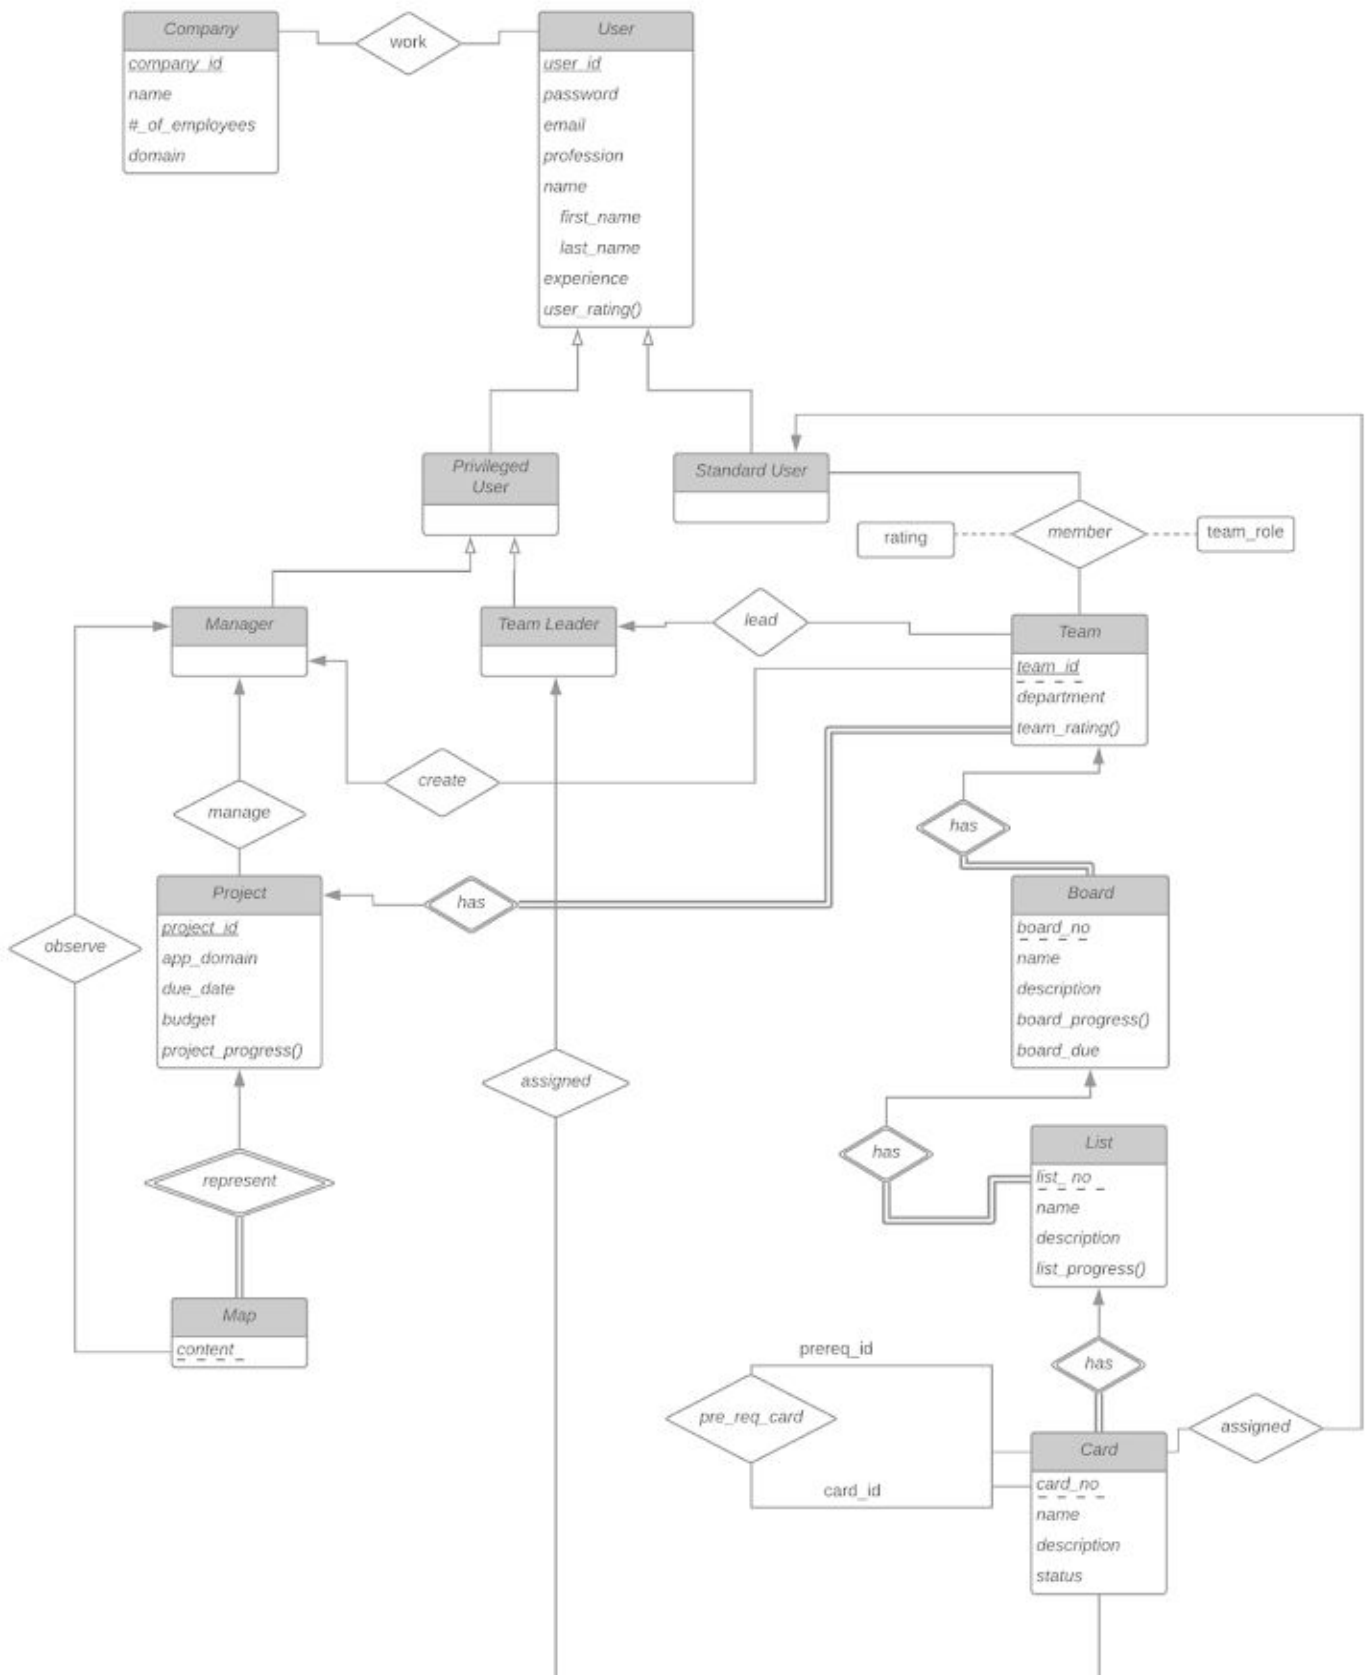 Company
work
User
company_id
name
#_of_employees
domain
user_id
password
email
profession
name
first_name
last_name
experience
user_rating()
Privileged
User
Standard User
rating
member
team_role
Manager
Team Leader
lead
Team
team_id
department
team_rating()
create
manage
has
Project
has
Board
project_id
app_domain
due_date
budget
project_progress()
observe
board_no
name
description
board_progress()
board_due
assigned
has
List
list_ no
name
description
list_progress()
represent
Map
content
prereq_id
has
pre_req_card
assigned
card_id
Card
card_no
name
description
status